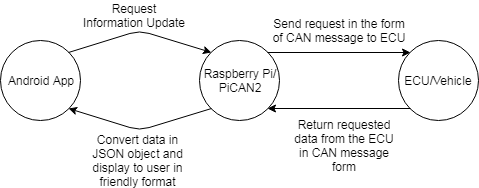 Request
Information Update
Send request in the form
of CAN message to ECU
Android App
Raspberry Pi/
PiCAN2
ECU/Vehicle
Convert data in
JSON object and
display to user in
friendly format
Return requested
data from the ECU
in CAN message
form